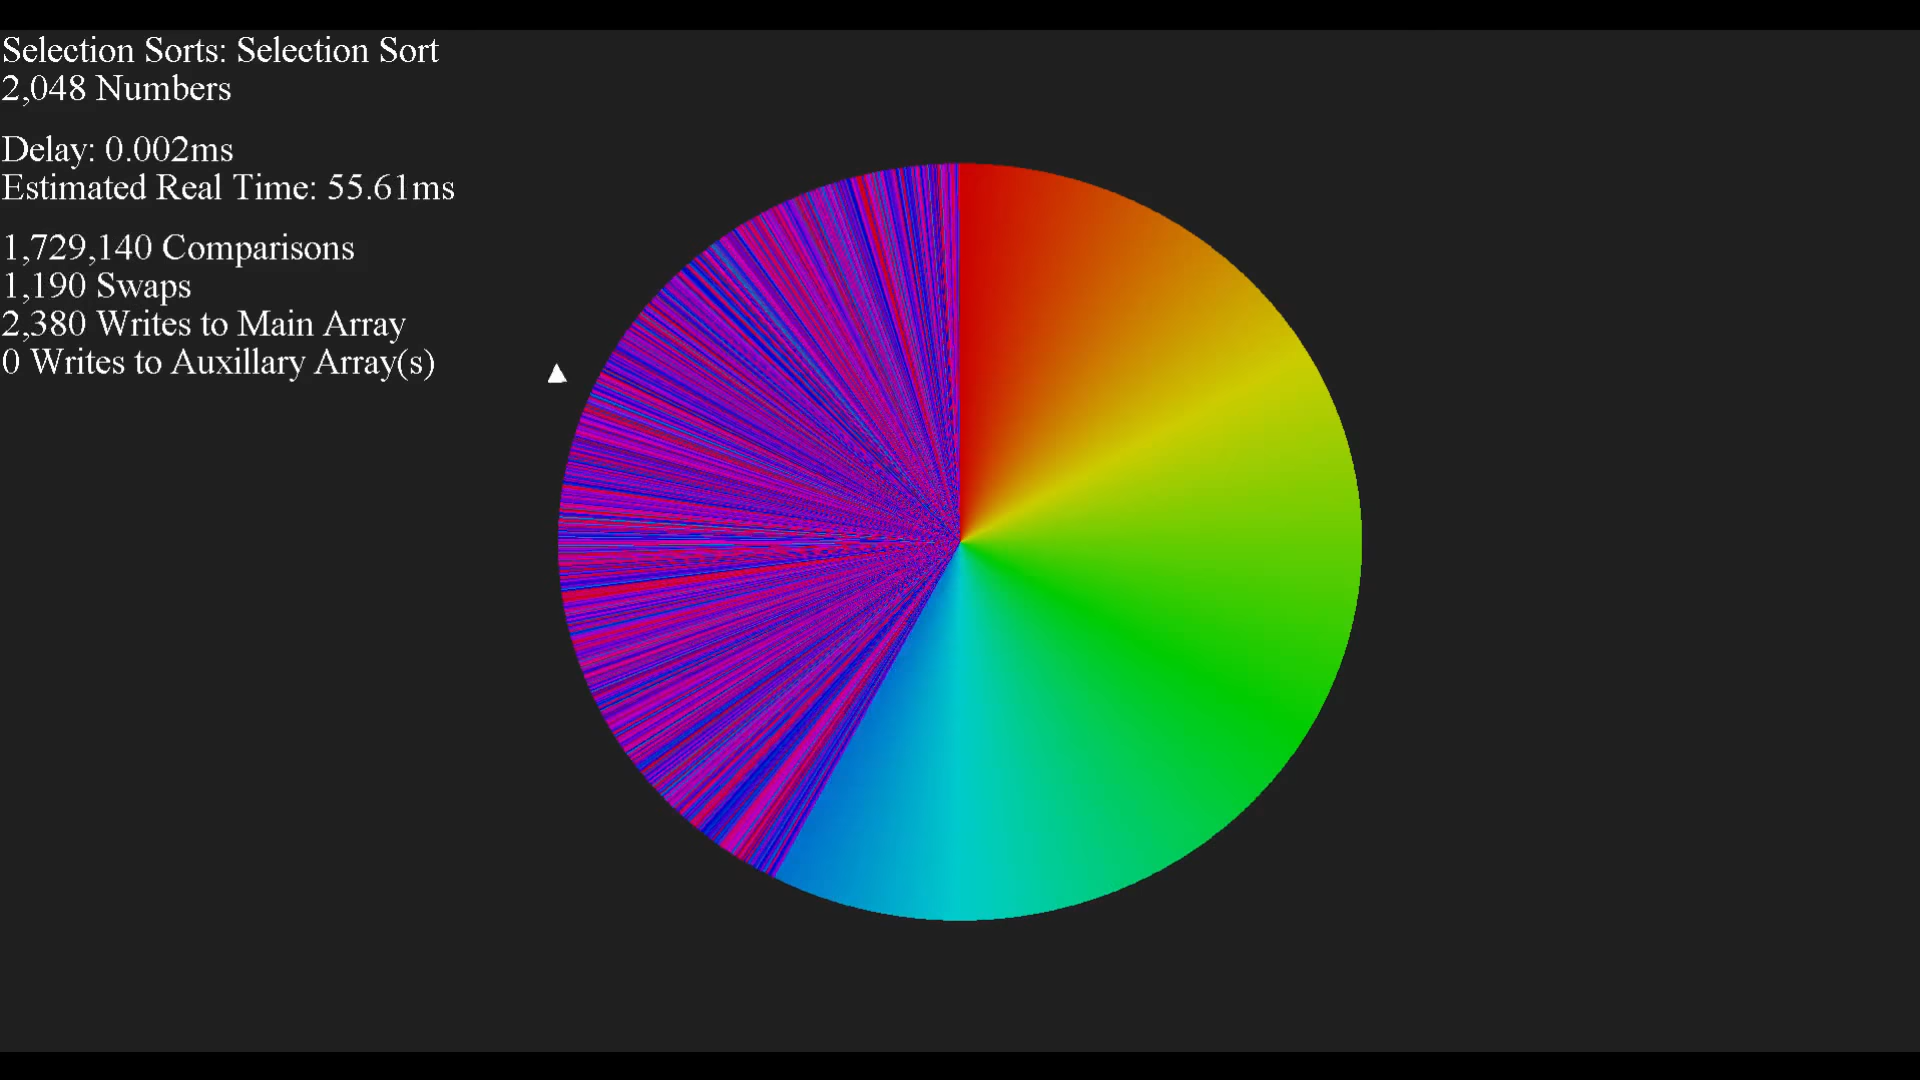 Selection Sorts: Selection Sort
2,048 Numbers
Delay: 0.002ms
Estimated Real Time: 55.61ms
1,729,140 Comparisons
1,190 Swaps
2,380 Writes to Main Array
0 Writes to Auxillary Array(s)